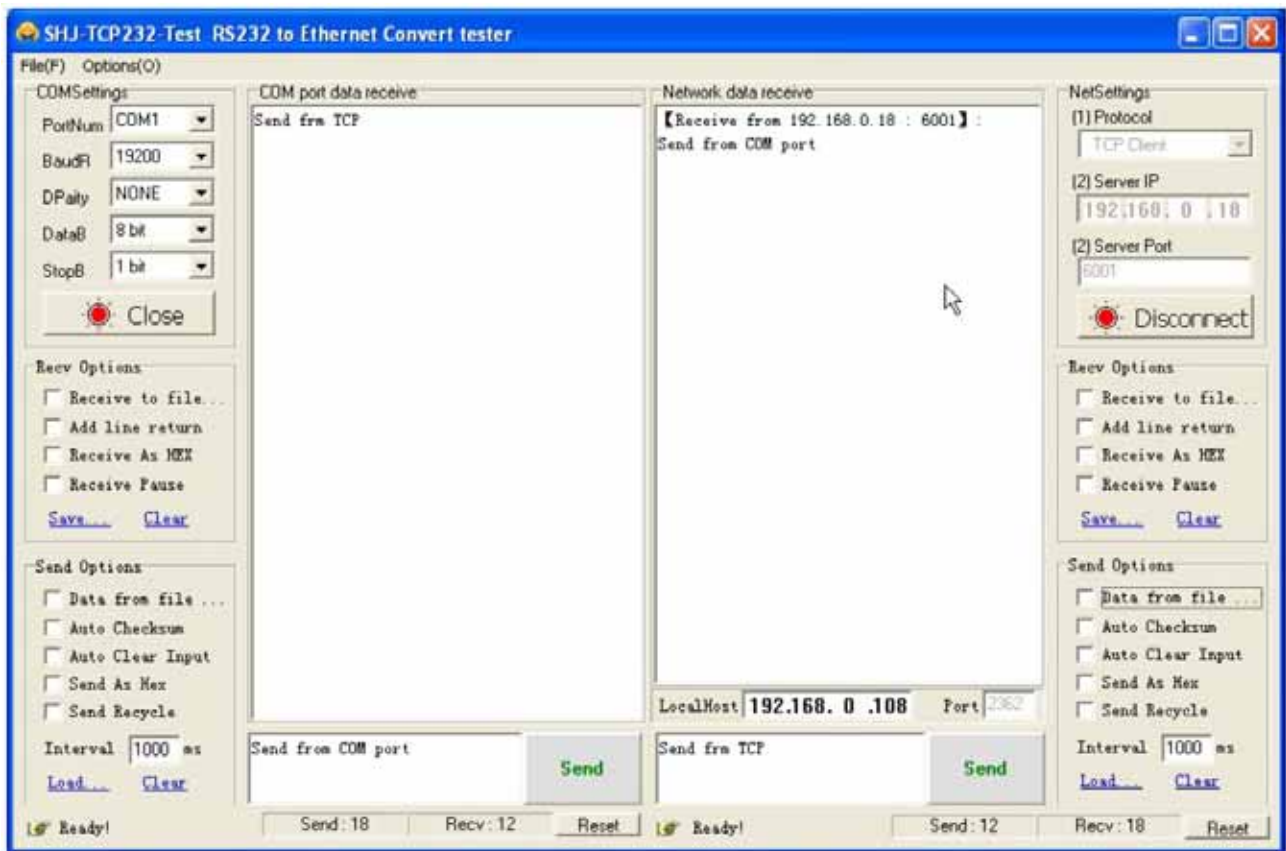 SHJ-TCP232-Test RS232 to Ethernet Convert tester
File(F) Options(O)
COMSettings
PortNum COM1
BaudR 19200
DPaity NONE
DataB 8 bit
StopB 1 bit
Close
Recv Options
Receive to file...
Add line return
Receive As HEX
Receive Pause
Save... Clear
Send Options
Data from file ...
Auto Checksum
Auto Clear Input
Send As Hex
Send Recycle
Interval 1000 ms
Load... Clear
Ready!
COM port data receive
Send frm TCP
Send from COM port
Send
Send : 18 Recv : 12 Reset
Network data receive
【Receive from 192.168.0.18 : 6001】:
Send from COM port
LocalHost 192.168. 0 .108 Port 2362
Send frm TCP
Send
Ready!
Send : 12 Recv : 18 Reset
NetSettings
(1) Protocol
TCP Client
(2) Server IP
192.168. 0 .18
(2) Server Port
6001
Disconnect
Recv Options
Receive to file...
Add line return
Receive As HEX
Receive Pause
Save... Clear
Send Options
Data from file ...
Auto Checksum
Auto Clear Input
Send As Hex
Send Recycle
Interval 1000 ms
Load... Clear